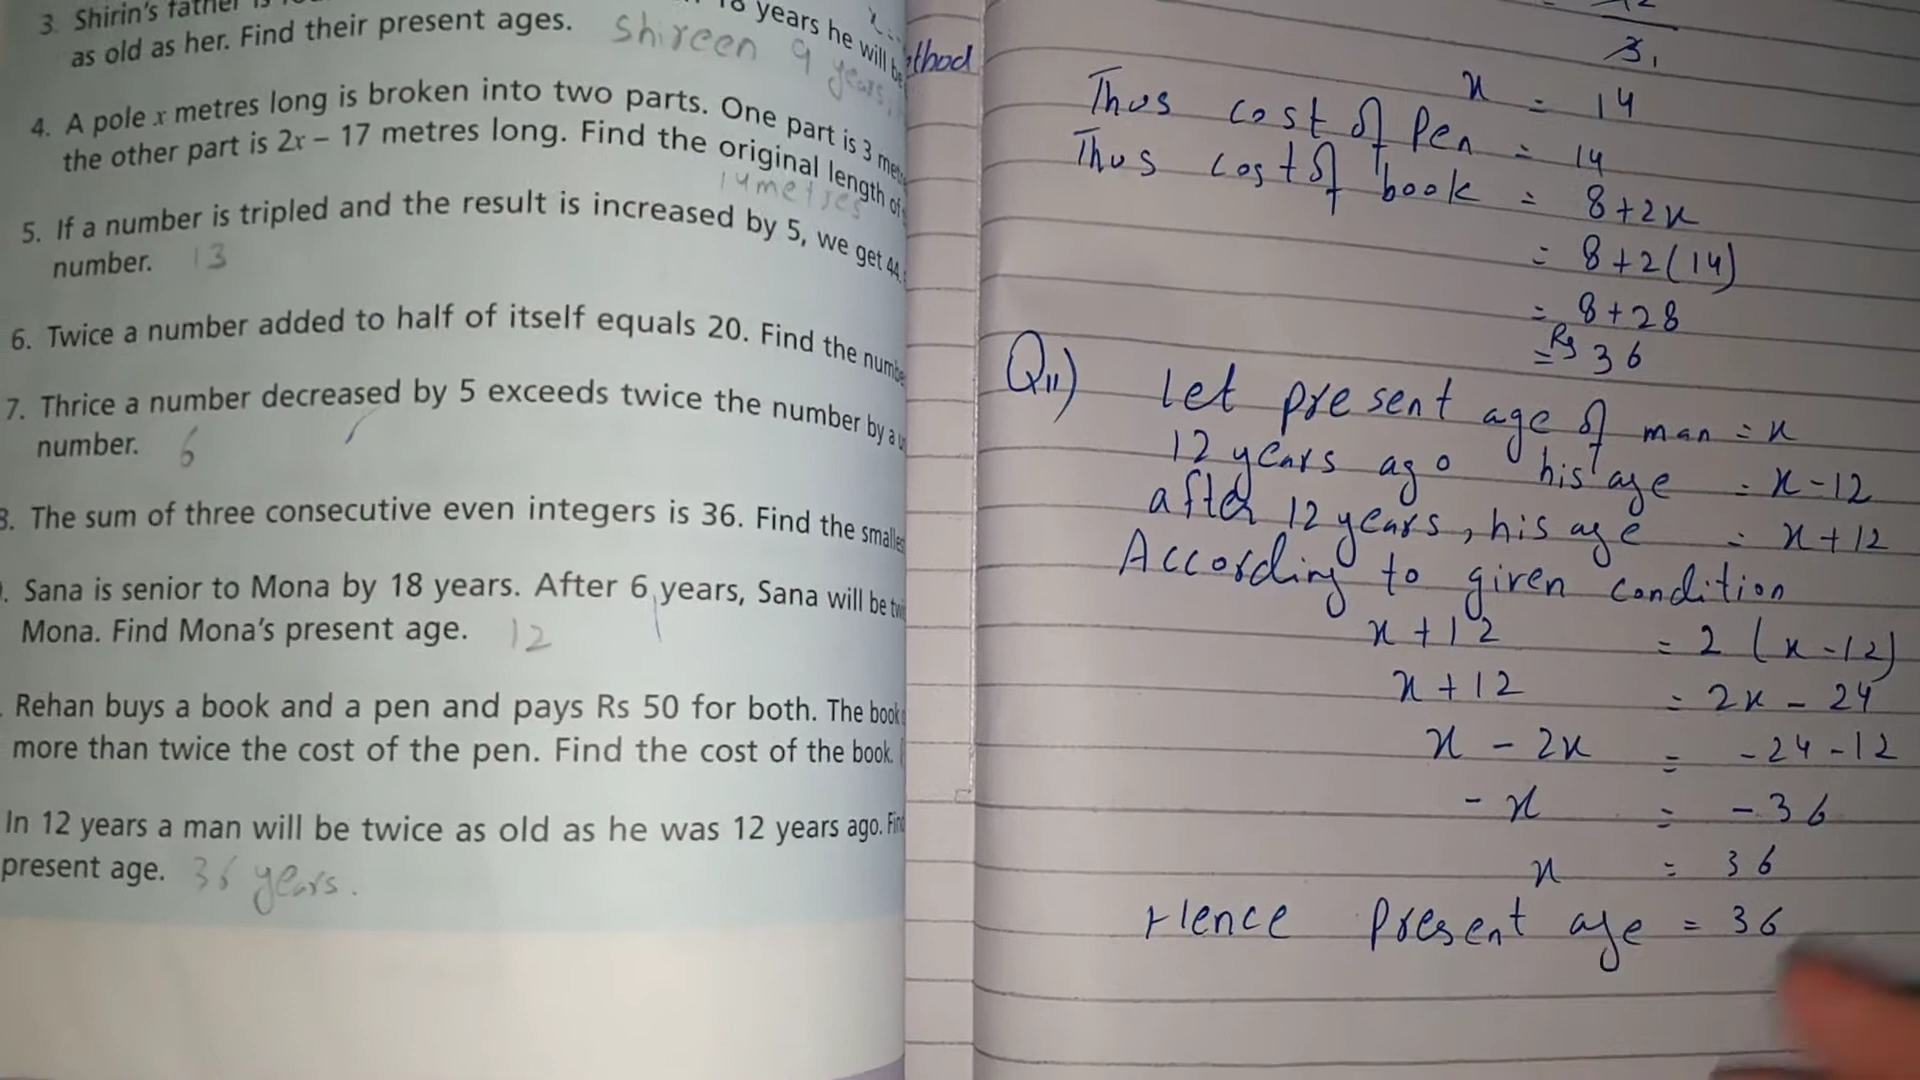 3. Shirin's father is
years he will be
as old as her. Find their present ages. Shireen 9 years,
4. A pole x metres long is broken into two parts. One part is 3
the other part is 2x – 17 metres long. Find the original length of
14 metres
5. If a number is tripled and the result is increased by 5, we get 44.
number. 13
6. Twice a number added to half of itself equals 20. Find the
7. Thrice a number decreased by 5 exceeds twice the number by a
number. 6
8. The sum of three consecutive even integers is 36. Find the
. Sana is senior to Mona by 18 years. After 6 years, Sana will be
Mona. Find Mona's present age. 12
Rehan buys a book and a pen and pays Rs 50 for both. The book
more than twice the cost of the pen. Find the cost of the book.
In 12 years a man will be twice as old as he was 12 years ago.
present age. 36 years.
thod
3
x = 14
Thus cost of Pen = 14
Thus cost of book = 8+2x
= 8+2(14)
= 8+28
= Rs 36
Q11) Let present age of man = x
12 years ago his age = x-12
after 12 years, his age = x+12
According to given condition
x+12 = 2(x-12)
x+12 = 2x - 24
x - 2x = -24-12
-x = -36
x = 36
Hence Present age = 36